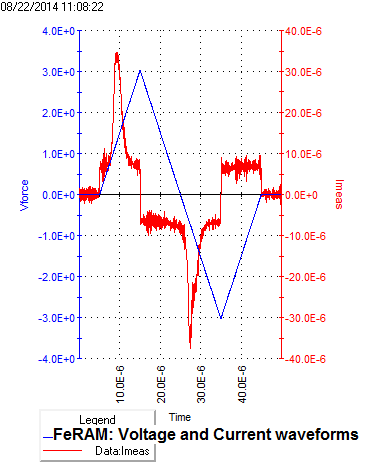 08/22/2014 11:08:22
4.0E+0
3.0E+0
2.0E+0
1.0E+0
0.0E+0
-1.0E+0
-2.0E+0
-3.0E+0
-4.0E+0
Vforce
40.0E-6
30.0E-6
20.0E-6
10.0E-6
0.0E+0
-10.0E-6
-20.0E-6
-30.0E-6
-40.0E-6
Imeas
10.0E-6
20.0E-6
30.0E-6
40.0E-6
Time
Legend
FeRAM: Voltage and Current waveforms
Data:Imeas